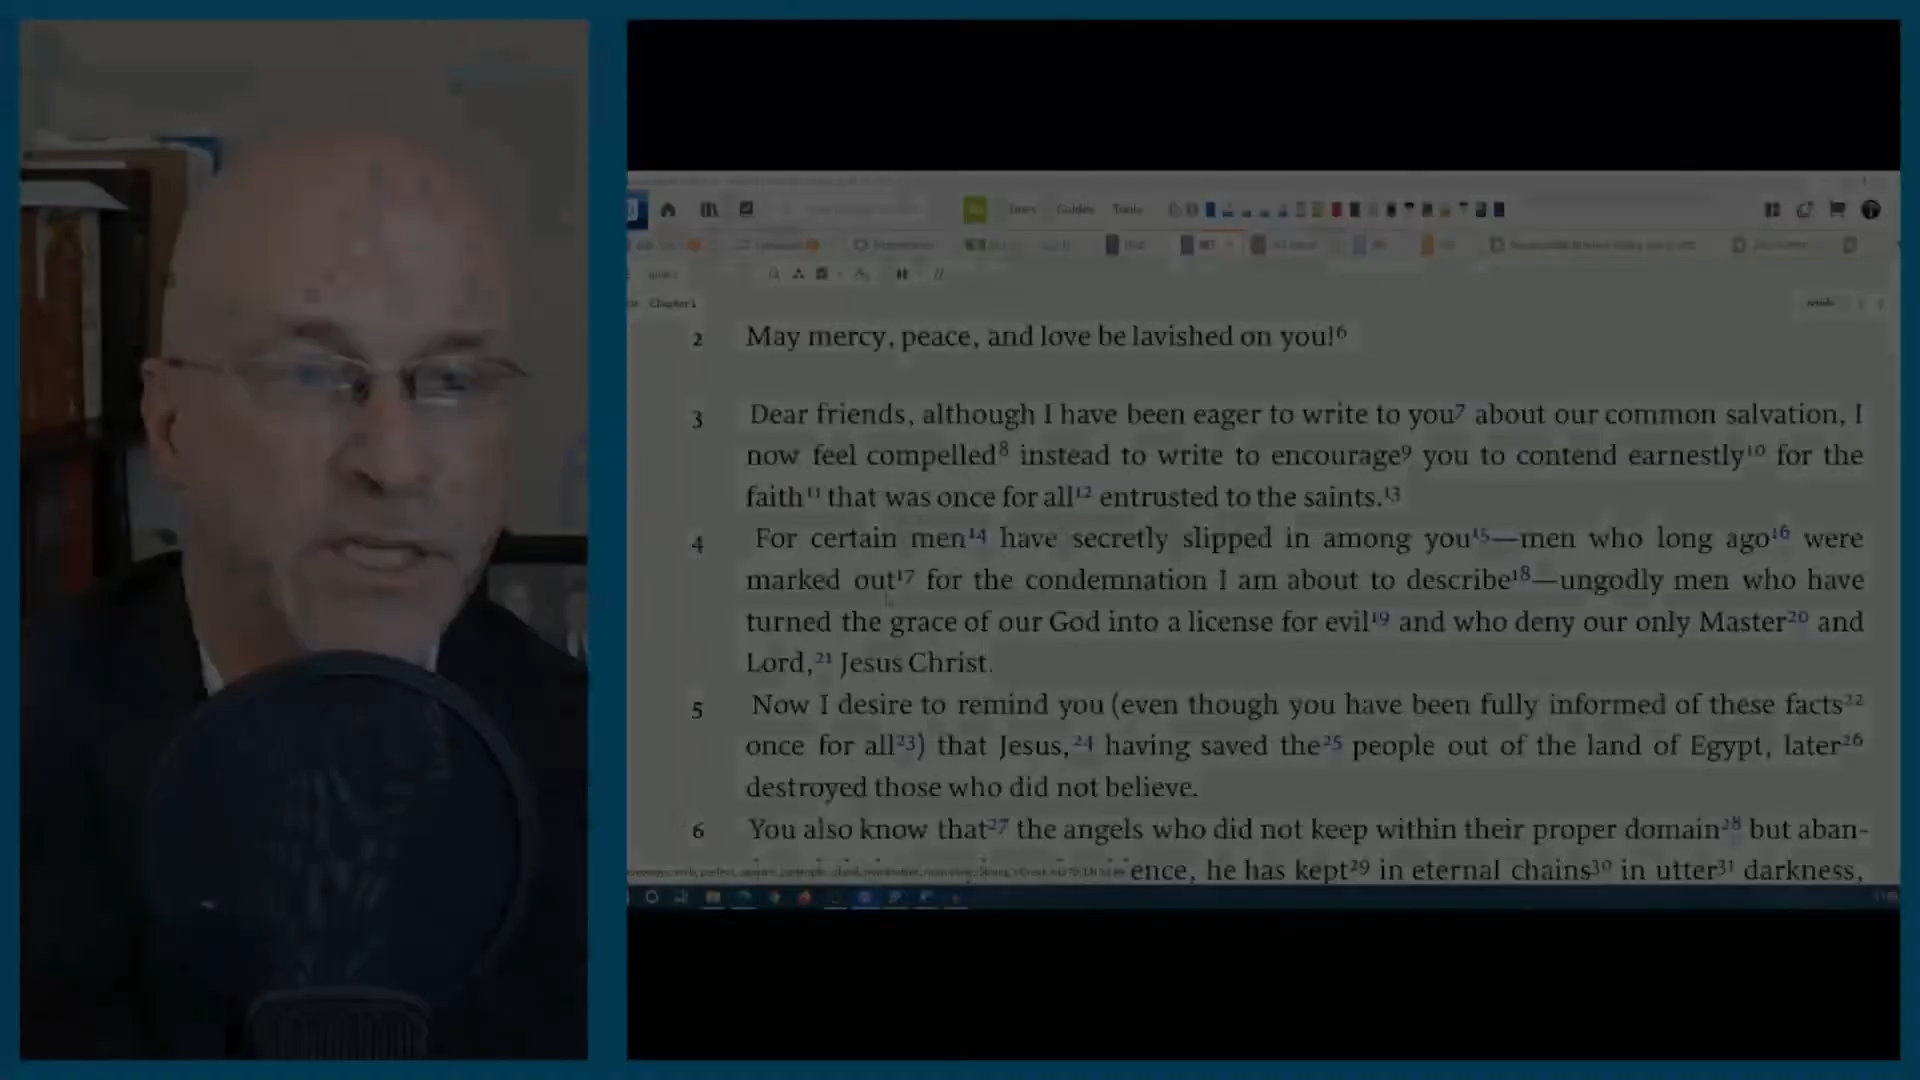 Guides Tools
Chapter 1
2 May mercy, peace, and love be lavished on you!⁶
3 Dear friends, although I have been eager to write to you⁷ about our common salvation, I
now feel compelled⁸ instead to write to encourage⁹ you to contend earnestly¹⁰ for the
faith¹¹ that was once for all¹² entrusted to the saints.¹³
4 For certain men¹⁴ have secretly slipped in among you¹⁵—men who long ago¹⁶ were
marked out¹⁷ for the condemnation I am about to describe¹⁸—ungodly men who have
turned the grace of our God into a license for evil¹⁹ and who deny our only Master²⁰ and
Lord,²¹ Jesus Christ.
5 Now I desire to remind you (even though you have been fully informed of these facts²²
once for all²³) that Jesus,²⁴ having saved the²⁵ people out of the land of Egypt, later²⁶
destroyed those who did not believe.
6 You also know that²⁷ the angels who did not keep within their proper domain²⁸ but aban-
ence, he has kept²⁹ in eternal chains³⁰ in utter³¹ darkness,